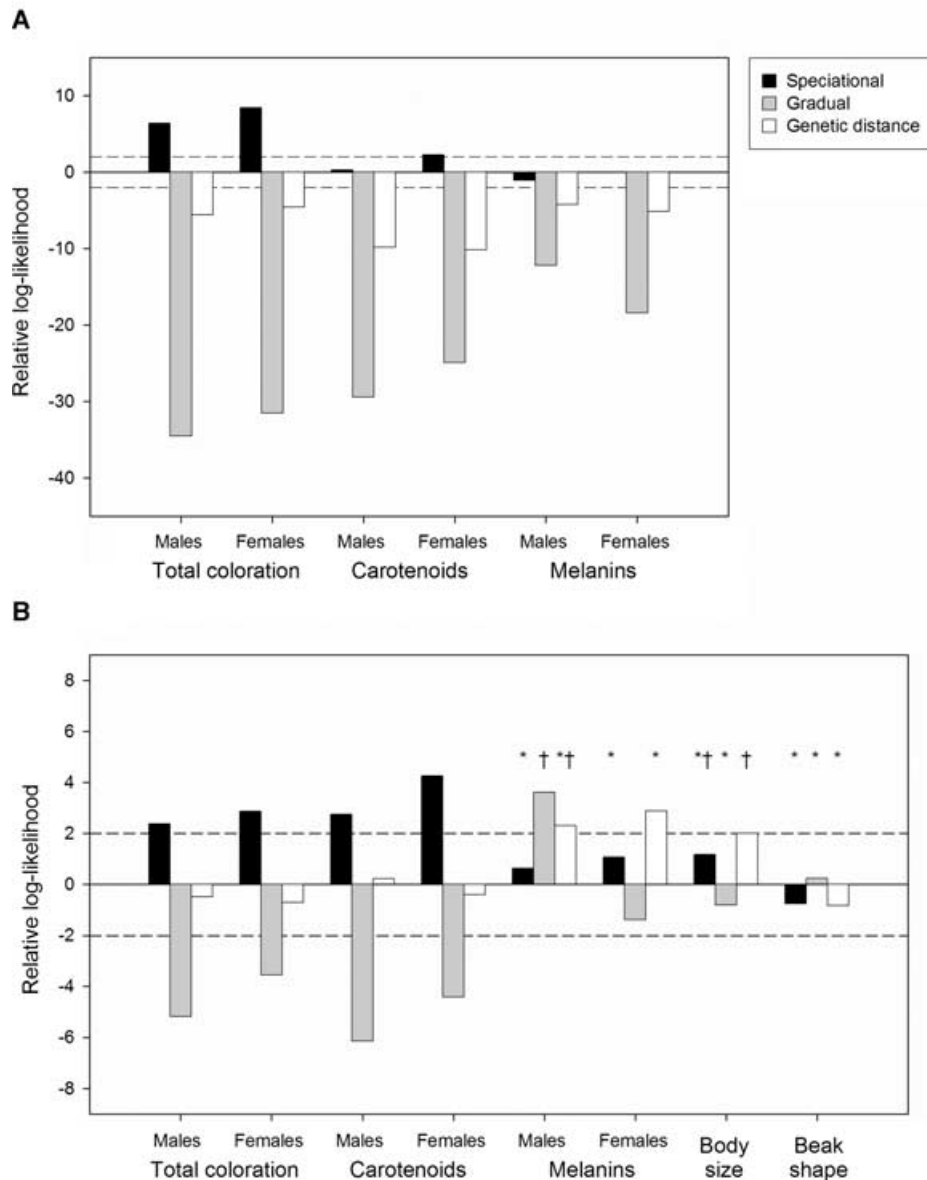 A
Speciational
Gradual
Genetic distance
10
0
-10
-20
-30
-40
Relative log-likelihood
Males Females Males Females Males Females
Total coloration Carotenoids Melanins
B
8
6
4
2
0
-2
-4
-6
-8
Relative log-likelihood
* † *† * * *† * † * * *
Males Females Males Females Males Females Body Beak
Total coloration Carotenoids Melanins size shape